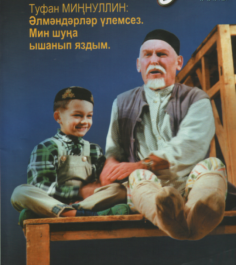 Туфан МИҢНУЛЛИН:
Әлмәндәрләр үлемсез.
Мин шуңа
ышанып яздым.